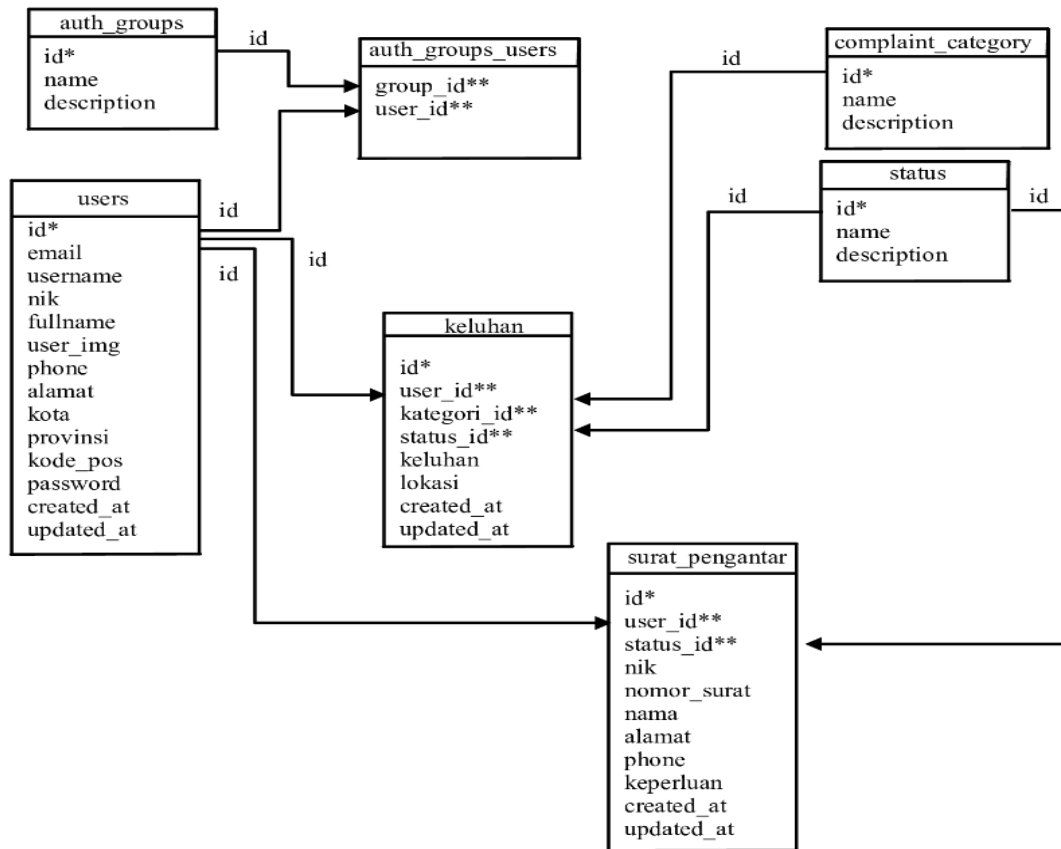 auth_groups
id*
name
description
id
auth_groups_users
group_id**
user_id**
complaint_category
id*
name
description
id
status
id*
name
description
id
id
users
id*
email
username
nik
fullname
user_img
phone
alamat
kota
provinsi
kode_pos
password
created_at
updated_at
id
id
id
keluhan
id*
user_id**
kategori_id**
status_id**
keluhan
lokasi
created_at
updated_at
surat_pengantar
id*
user_id**
status_id**
nik
nomor_surat
nama
alamat
phone
keperluan
created_at
updated_at